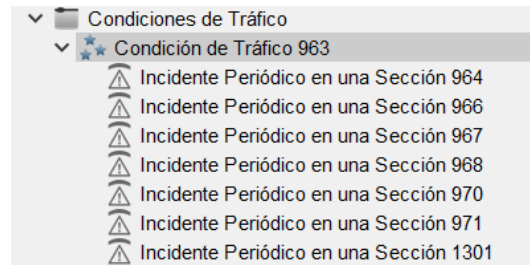 Condiciones de Tráfico
Condición de Tráfico 963
Incidente Periódico en una Sección 964
Incidente Periódico en una Sección 966
Incidente Periódico en una Sección 967
Incidente Periódico en una Sección 968
Incidente Periódico en una Sección 970
Incidente Periódico en una Sección 971
Incidente Periódico en una Sección 1301